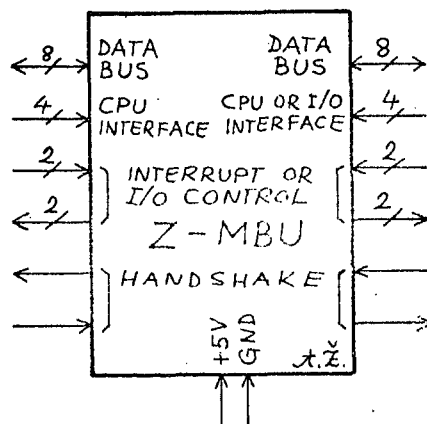 8 DATA BUS
DATA BUS 8
4 CPU INTERFACE
CPU OR I/O INTERFACE 4
2
2
INTERRUPT OR
I/O CONTROL
2
2
Z-MBU
HANDSHAKE
+5V
GND
A.Ž.